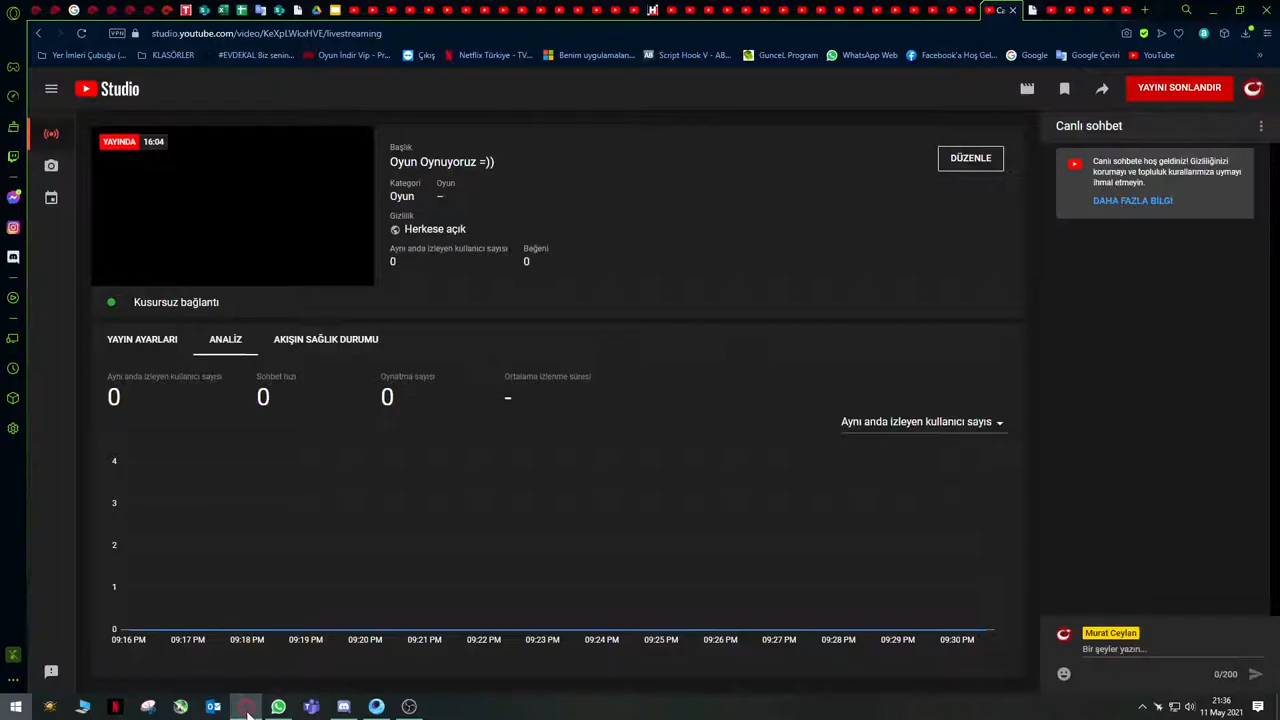 studio.youtube.com/video/KeXpLWkxHVE/livestreaming
Yer İmleri Çubuğu (... KLASÖRLER #EVDEKAL Biz senin... Oyun İndir Vip - Pr... Çıkış Netflix Türkiye - TV... Benim uygulamaları... Script Hook V - AB... Guncel Program WhatsApp Web Facebook'a Hoş Gel... Google Google Çeviri YouTube
VPN
Studio
YAYINI SONLANDIR
YAYINDA 16:04
Başlık
Oyun Oynuyoruz =))
DÜZENLE
Kategori Oyun
Oyun –
Gizlilik
Herkese açık
Aynı anda izleyen kullanıcı sayısı Beğeni
0 0
Kusursuz bağlantı
YAYIN AYARLARI ANALİZ AKIŞIN SAĞLIK DURUMU
Aynı anda izleyen kullanıcı sayısı Sohbet hızı Oynatma sayısı Ortalama izlenme süresi
0 0 0 -
Aynı anda izleyen kullanıcı sayıs
4
3
2
1
0
09:16 PM 09:17 PM 09:18 PM 09:19 PM 09:20 PM 09:21 PM 09:22 PM 09:23 PM 09:24 PM 09:25 PM 09:26 PM 09:27 PM 09:28 PM 09:29 PM 09:30 PM
Canlı sohbet
Canlı sohbete hoş geldiniz! Gizliliğinizi
korumayı ve topluluk kurallarımıza uymayı
ihmal etmeyin.
DAHA FAZLA BİLGİ
Murat Ceylan
Bir şeyler yazın...
0/200
21:36
11 May 2021